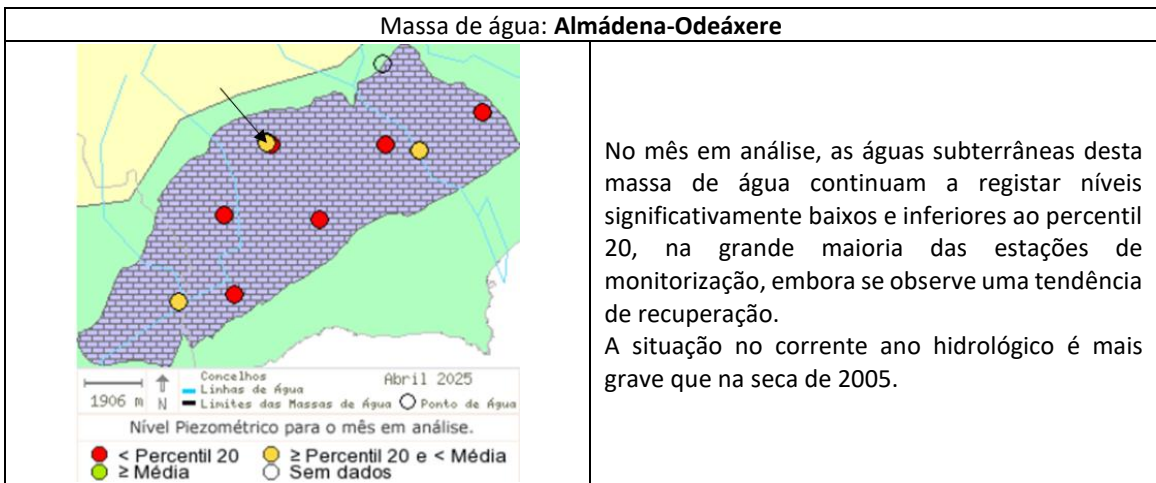 Massa de água: Almádena-Odeáxere
Concelhos
Linhas de Água
Limites das Massas de Água
Ponto de Água
Abril 2025
1906 m
N
Nível Piezométrico para o mês em análise.
< Percentil 20
≥ Percentil 20 e < Média
≥ Média
Sem dados
No mês em análise, as águas subterrâneas desta
massa de água continuam a registar níveis
significativamente baixos e inferiores ao percentil
20, na grande maioria das estações de
monitorização, embora se observe uma tendência
de recuperação.
A situação no corrente ano hidrológico é mais
grave que na seca de 2005.